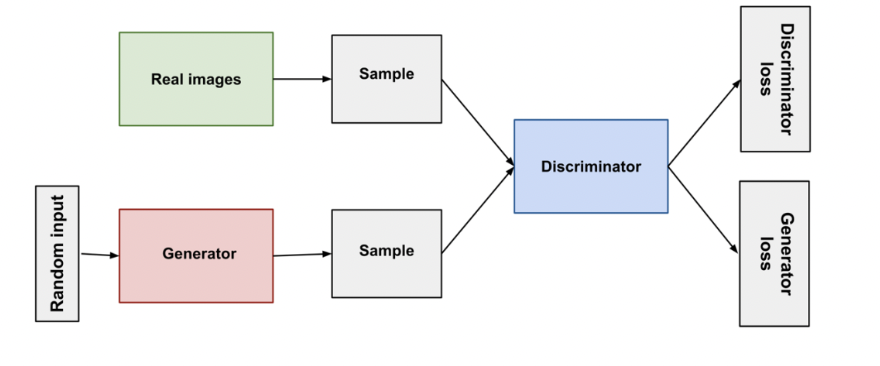 Real images
Sample
Discriminator
loss
Discriminator
Random input
Generator
Sample
Generator
loss